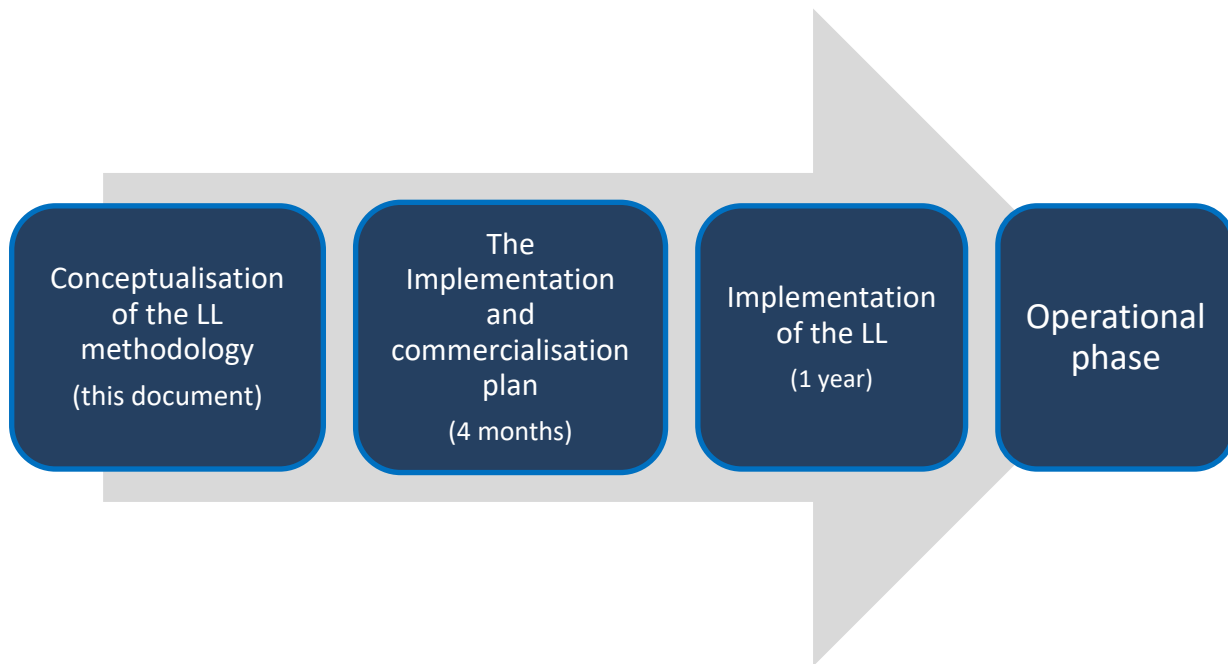 Conceptualisation
of the LL
methodology
(this document)
The
Implementation
and
commercialisation
plan
(4 months)
Implementation
of the LL
(1 year)
Operational
phase